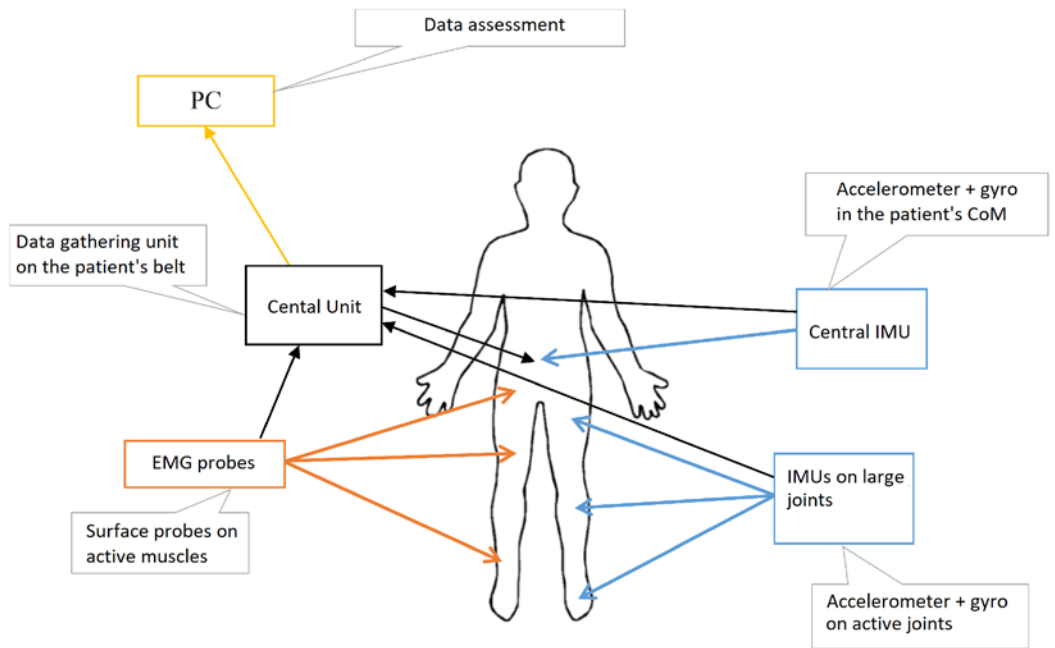 Data assessment
PC
Accelerometer + gyro
in the patient's CoM
Data gathering unit
on the patient's belt
Cental Unit
Central IMU
EMG probes
IMUs on large
joints
Surface probes on
active muscles
Accelerometer + gyro
on active joints